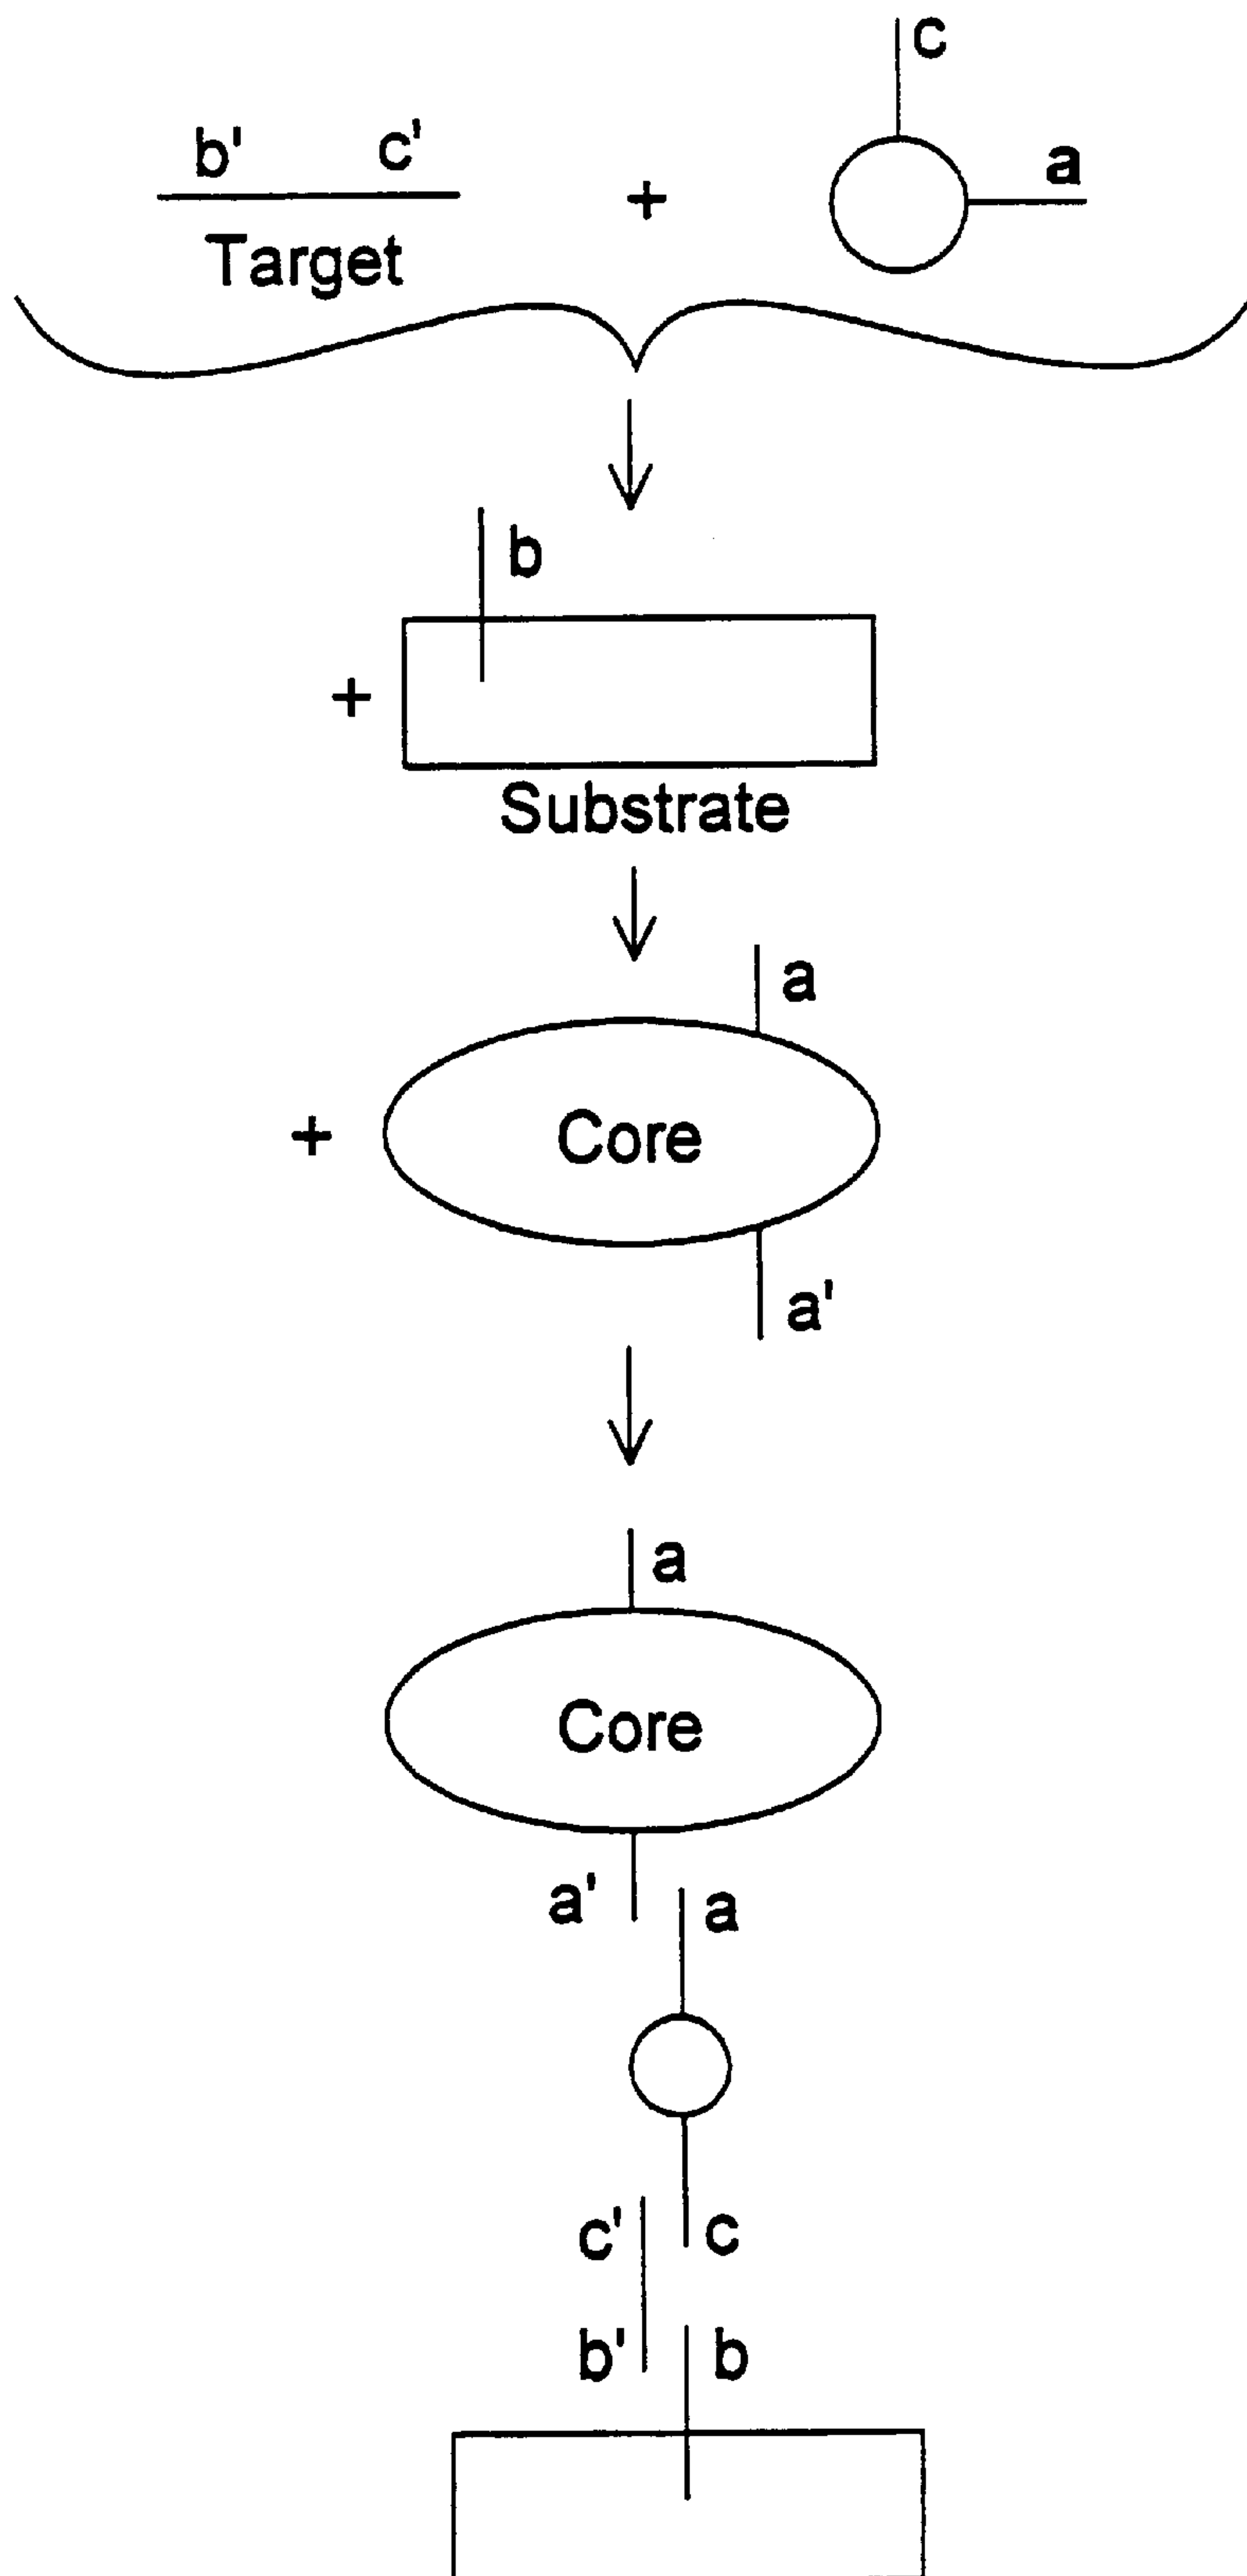 c
b' c' + a
Target
b
+
Substrate
a
+ Core
a'
a
Core
a' a
c' c
b' b